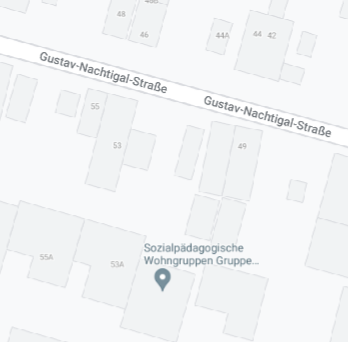 48
48B
46
44A
44
42
Gustav-Nachtigal-Straße
Gustav-Nachtigal-Straße
55
53
49
Sozialpädagogische
Wohngruppen Gruppe...
55A
53A